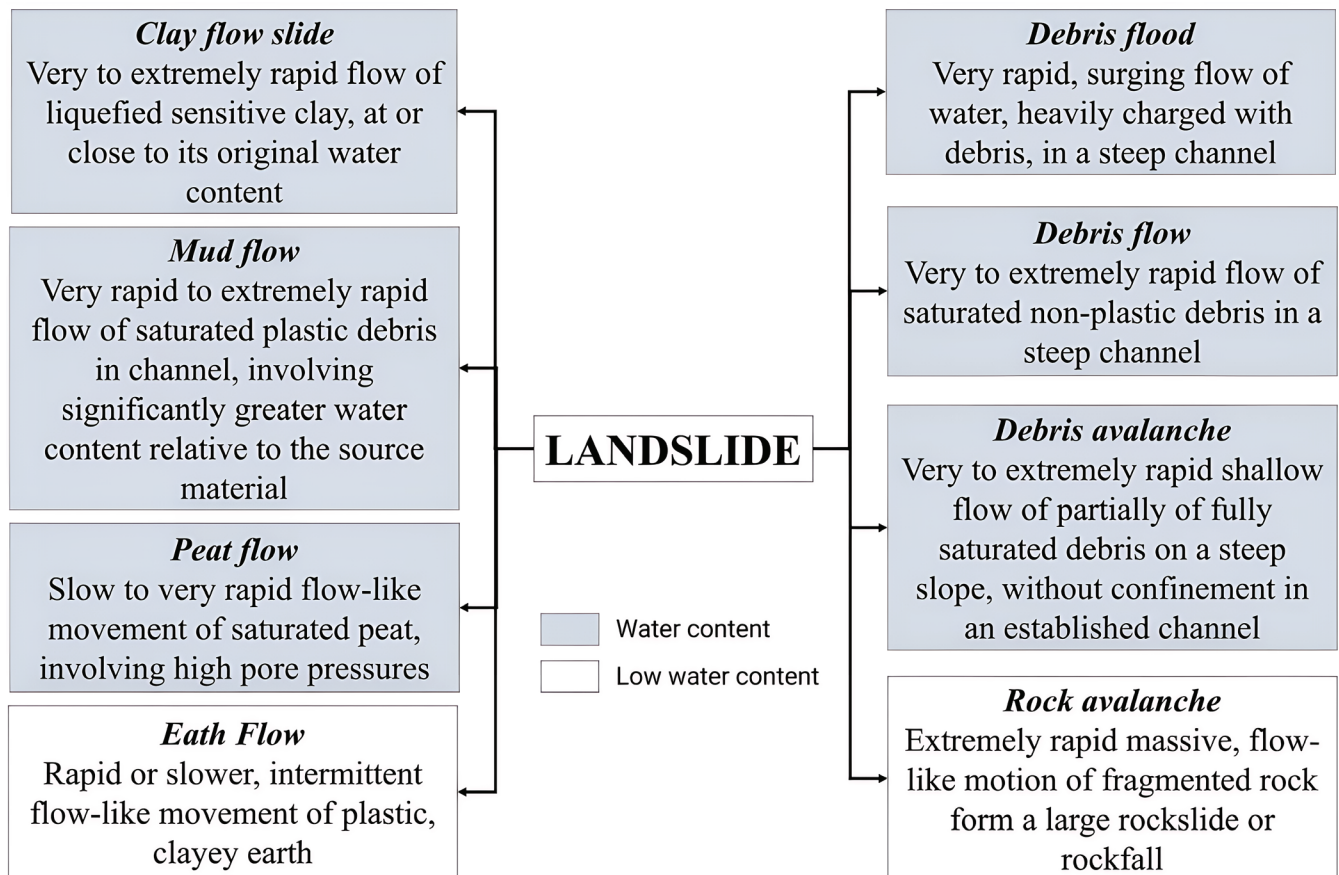 Clay flow slide
Very to extremely rapid flow of
liquefied sensitive clay, at or
close to its original water
content
Mud flow
Very rapid to extremely rapid
flow of saturated plastic debris
in channel, involving
significantly greater water
content relative to the source
material
Peat flow
Slow to very rapid flow-like
movement of saturated peat,
involving high pore pressures
Eath Flow
Rapid or slower, intermittent
flow-like movement of plastic,
clayey earth
LANDSLIDE
Water content
Low water content
Debris flood
Very rapid, surging flow of
water, heavily charged with
debris, in a steep channel
Debris flow
Very to extremely rapid flow of
saturated non-plastic debris in a
steep channel
Debris avalanche
Very to extremely rapid shallow
flow of partially of fully
saturated debris on a steep
slope, without confinement in
an established channel
Rock avalanche
Extremely rapid massive, flow-
like motion of fragmented rock
form a large rockslide or
rockfall